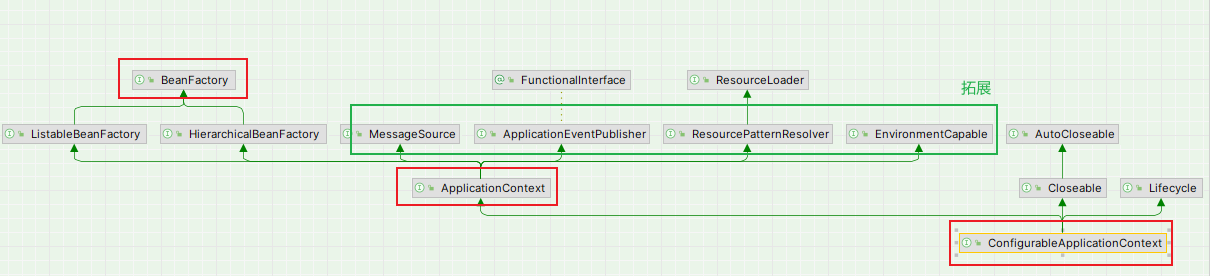 BeanFactory
FunctionalInterface
ResourceLoader
拓展
ListableBeanFactory
HierarchicalBeanFactory
MessageSource
ApplicationEventPublisher
ResourcePatternResolver
EnvironmentCapable
AutoCloseable
ApplicationContext
Closeable
Lifecycle
ConfigurableApplicationContext